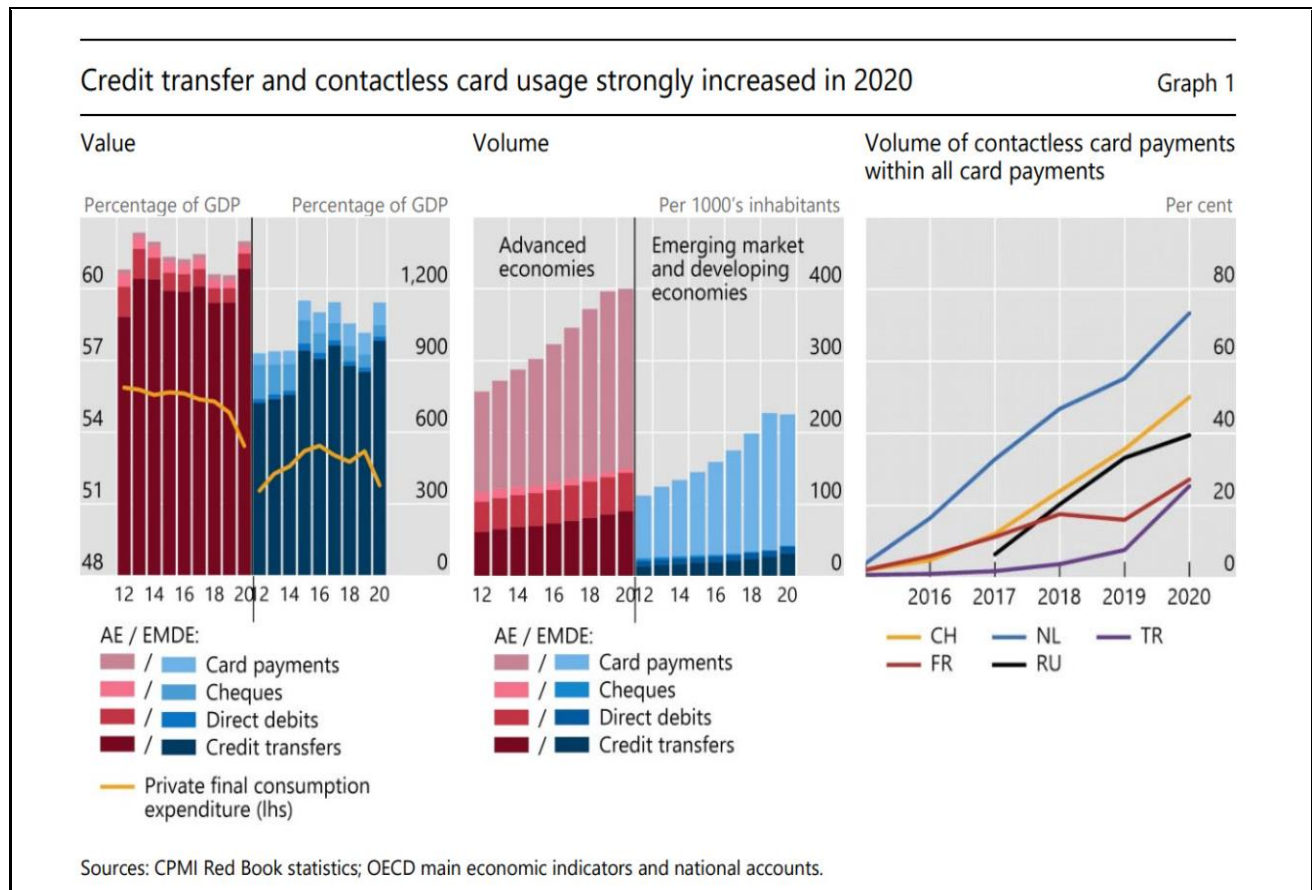 Credit transfer and contactless card usage strongly increased in 2020
Graph 1
Value
Percentage of GDP
Percentage of GDP
60
57
54
51
48
1,200
900
600
300
0
12 14 16 18 20
12 14 16 18 20
AE / EMDE:
/ Card payments
/ Cheques
/ Direct debits
/ Credit transfers
Private final consumption
expenditure (lhs)
Volume
Per 1000's inhabitants
Advanced
economies
Emerging market
and developing
economies
400
300
200
100
0
12 14 16 18 20
12 14 16 18 20
AE / EMDE:
/ Card payments
/ Cheques
/ Direct debits
/ Credit transfers
Volume of contactless card payments
within all card payments
Per cent
80
60
40
20
0
2016 2017 2018 2019 2020
CH NL TR
FR RU
Sources: CPMI Red Book statistics; OECD main economic indicators and national accounts.